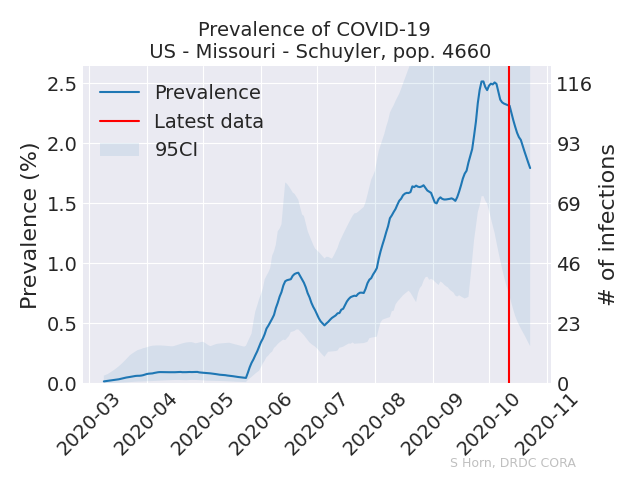 Prevalence of COVID-19
US - Missouri - Schuyler, pop. 4660
Prevalence
Latest data
95CI
Prevalence (%)
2.5
2.0
1.5
1.0
0.5
0.0
116
93
69
46
23
0
# of infections
2020-03
2020-04
2020-05
2020-06
2020-07
2020-08
2020-09
2020-10
2020-11
S Horn, DRDC CORA